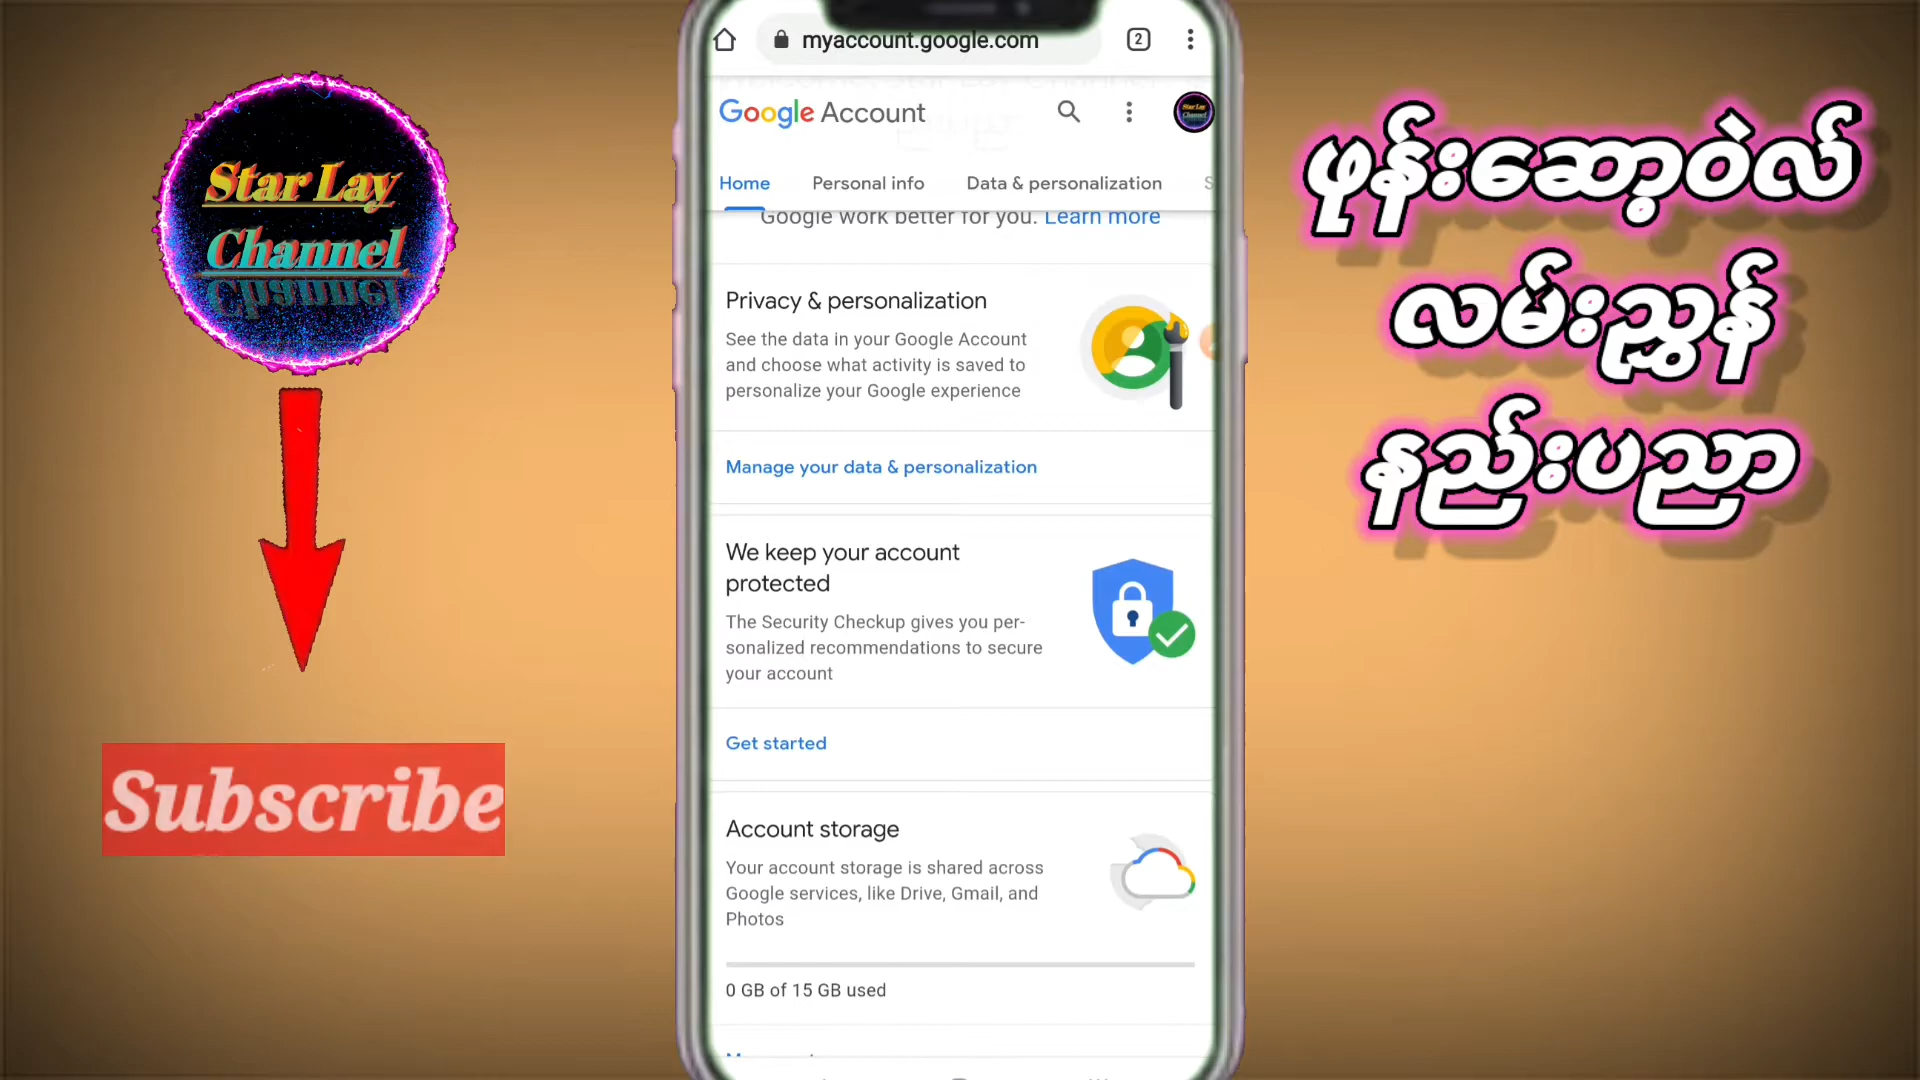 Star Lay
Channel
Subscribe
myaccount.google.com
2
Google Account
Home
Personal info
Data & personalization
S
Google work better for you. Learn more
Privacy & personalization
See the data in your Google Account
and choose what activity is saved to
personalize your Google experience
Manage your data & personalization
We keep your account
protected
The Security Checkup gives you per-
sonalized recommendations to secure
your account
Get started
Account storage
Your account storage is shared across
Google services, like Drive, Gmail, and
Photos
0 GB of 15 GB used
ဖုန်းဆော့ဝဲလ်
လမ်းညွှန်
နည်းပညာ